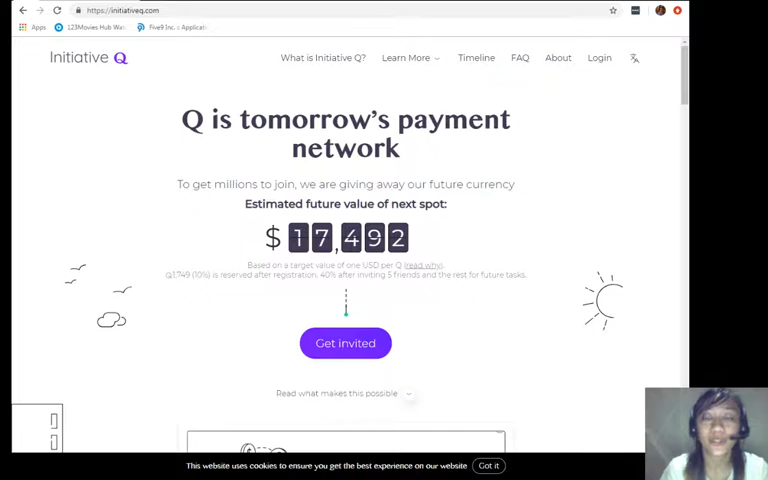 https://initiativeq.com
Apps 123Movies Hub Wat... Five9 Inc. : Applicati...
Initiative Q
What is Initiative Q? Learn More Timeline FAQ About Login
Q is tomorrow's payment
network
To get millions to join, we are giving away our future currency
Estimated future value of next spot:
$ 17,492
Based on a target value of one USD per Q (read why).
Q1,749 (10%) is reserved after registration, 40% after inviting 5 friends and the rest for future tasks.
Get invited
Read what makes this possible
This website uses cookies to ensure you get the best experience on our website Got it